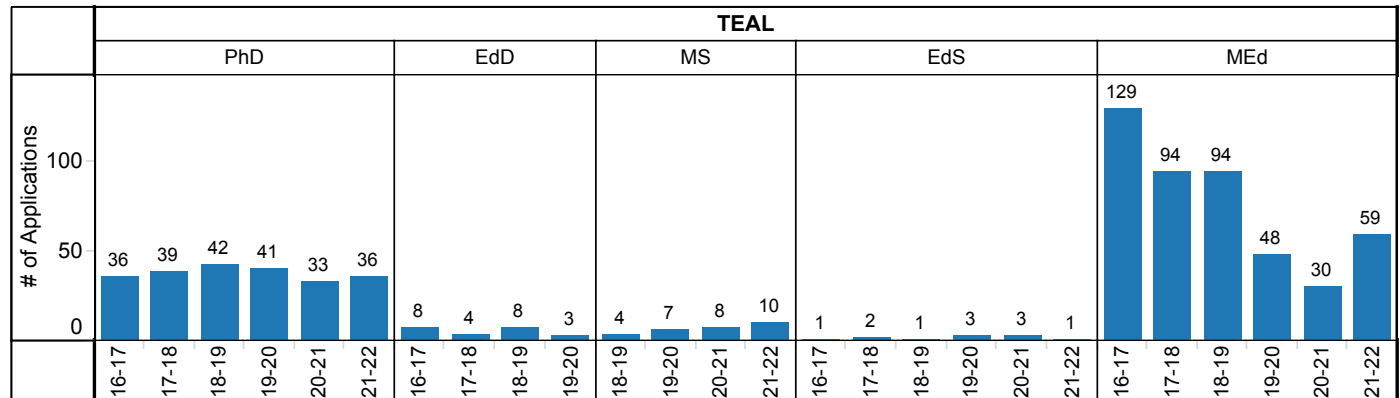 TEAL
PhD EdD MS EdS MEd
# of Applications
100
50
0
36 39 42 41 33 36
8 4 8 3
4 7 8 10
1 2 1 3 3 1
129 94 94 48 30 59
16-17 17-18 18-19 19-20 20-21 21-22
16-17 17-18 18-19 19-20
18-19 19-20 20-21 21-22
16-17 17-18 18-19 19-20 20-21 21-22
16-17 17-18 18-19 19-20 20-21 21-22